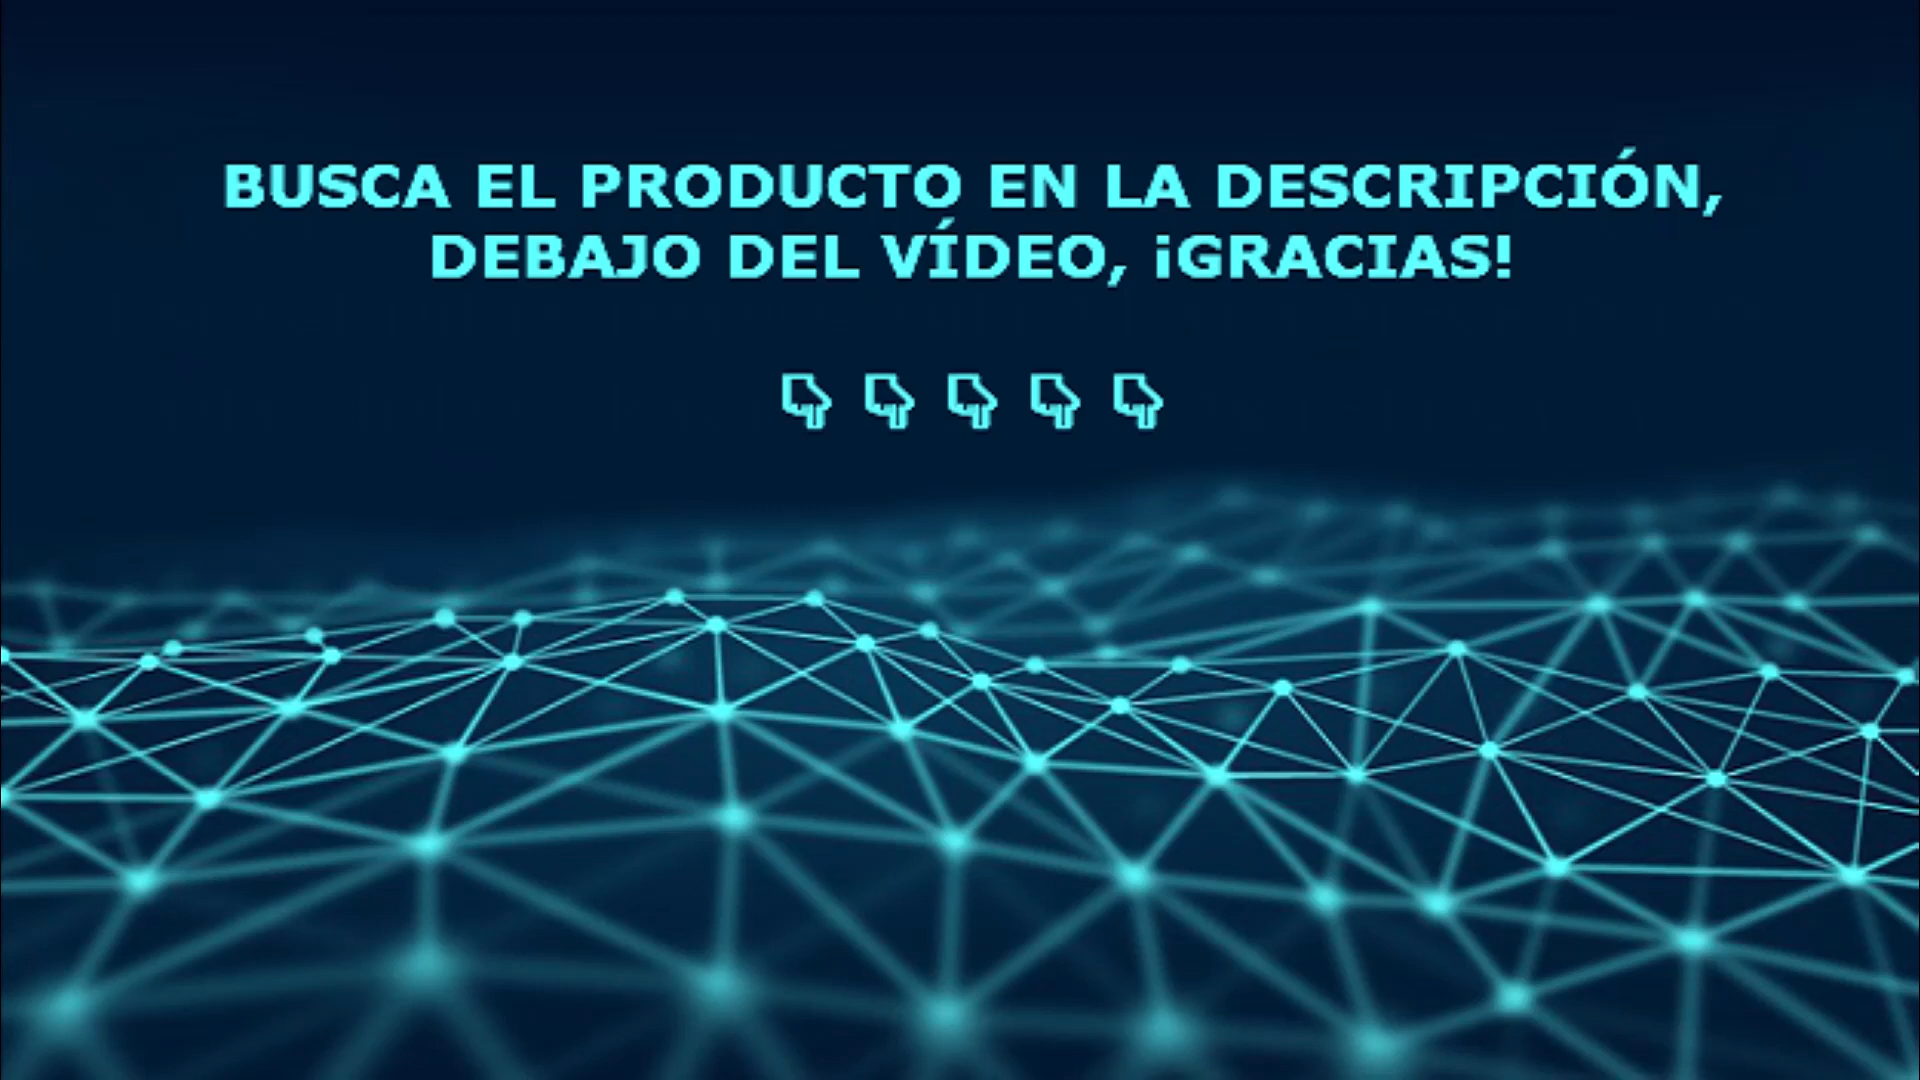 BUSCA EL PRODUCTO EN LA DESCRIPCIÓN,
DEBAJO DEL VÍDEO, ¡GRACIAS!
👇 👇 👇 👇 👇